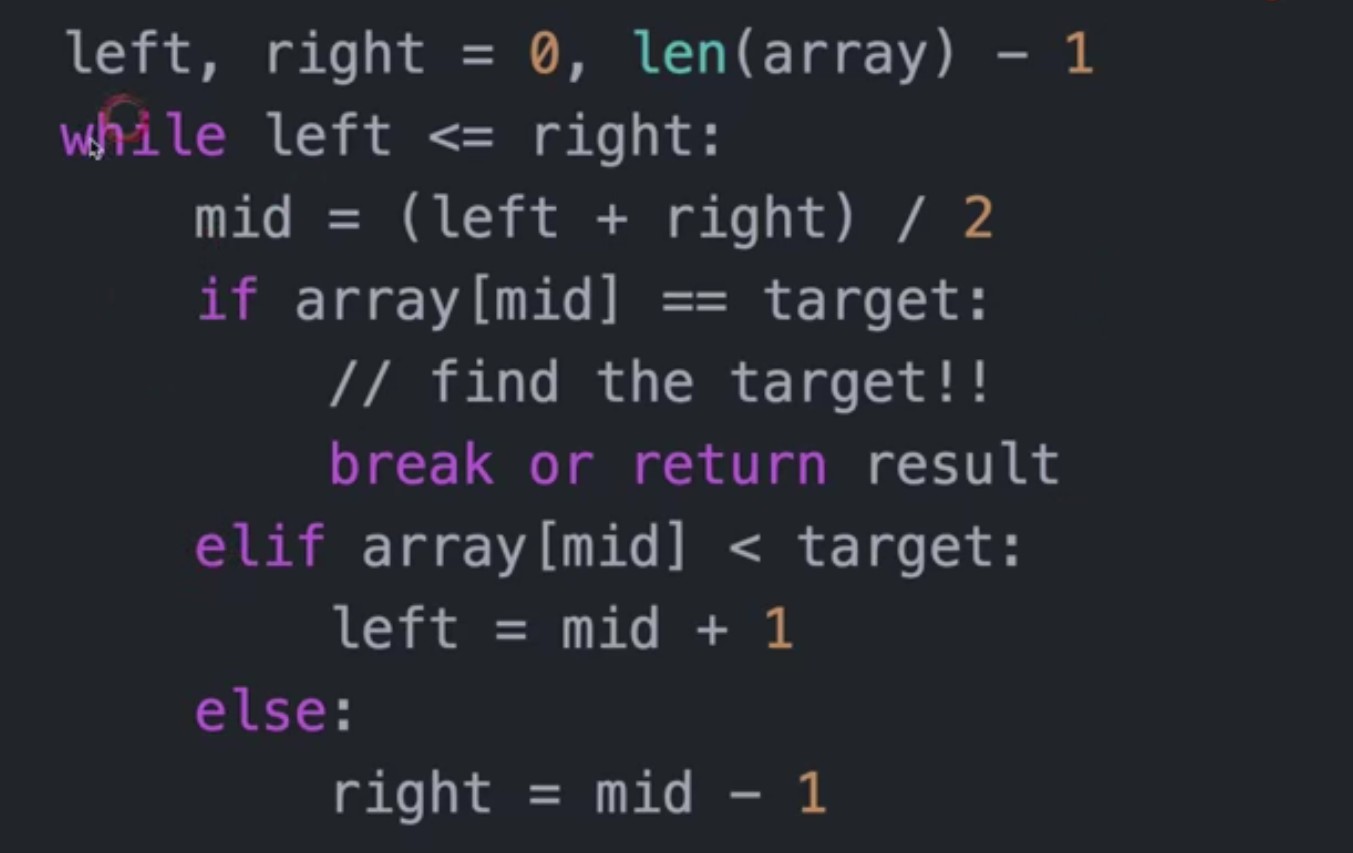 left, right = 0, len(array) - 1
while left <= right:
    mid = (left + right) / 2
    if array[mid] == target:
        // find the target!!
        break or return result
    elif array[mid] < target:
        left = mid + 1
    else:
        right = mid - 1